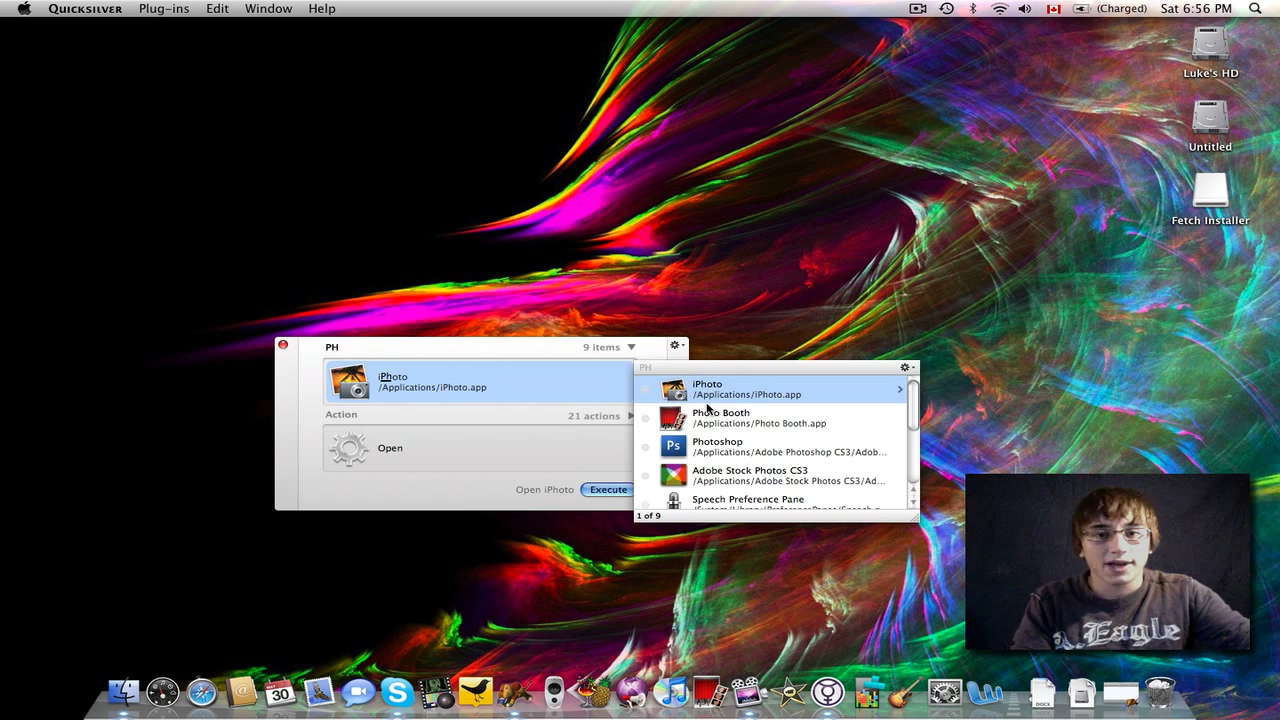 QUICKSILVER Plug-ins Edit Window Help (Charged) Sat 6:56 PM
Luke's HD
Untitled
Fetch Installer
PH 9 items
iPhoto
/Applications/iPhoto.app
Action 21 actions
Open
Open iPhoto Execute
PH
iPhoto
/Applications/iPhoto.app
Photo Booth
/Applications/Photo Booth.app
Ps
Photoshop
/Applications/Adobe Photoshop CS3/Adob...
Adobe Stock Photos CS3
/Applications/Adobe Stock Photos CS3/Ad...
Speech Preference Pane
1 of 9
Eagle
30
DOCX